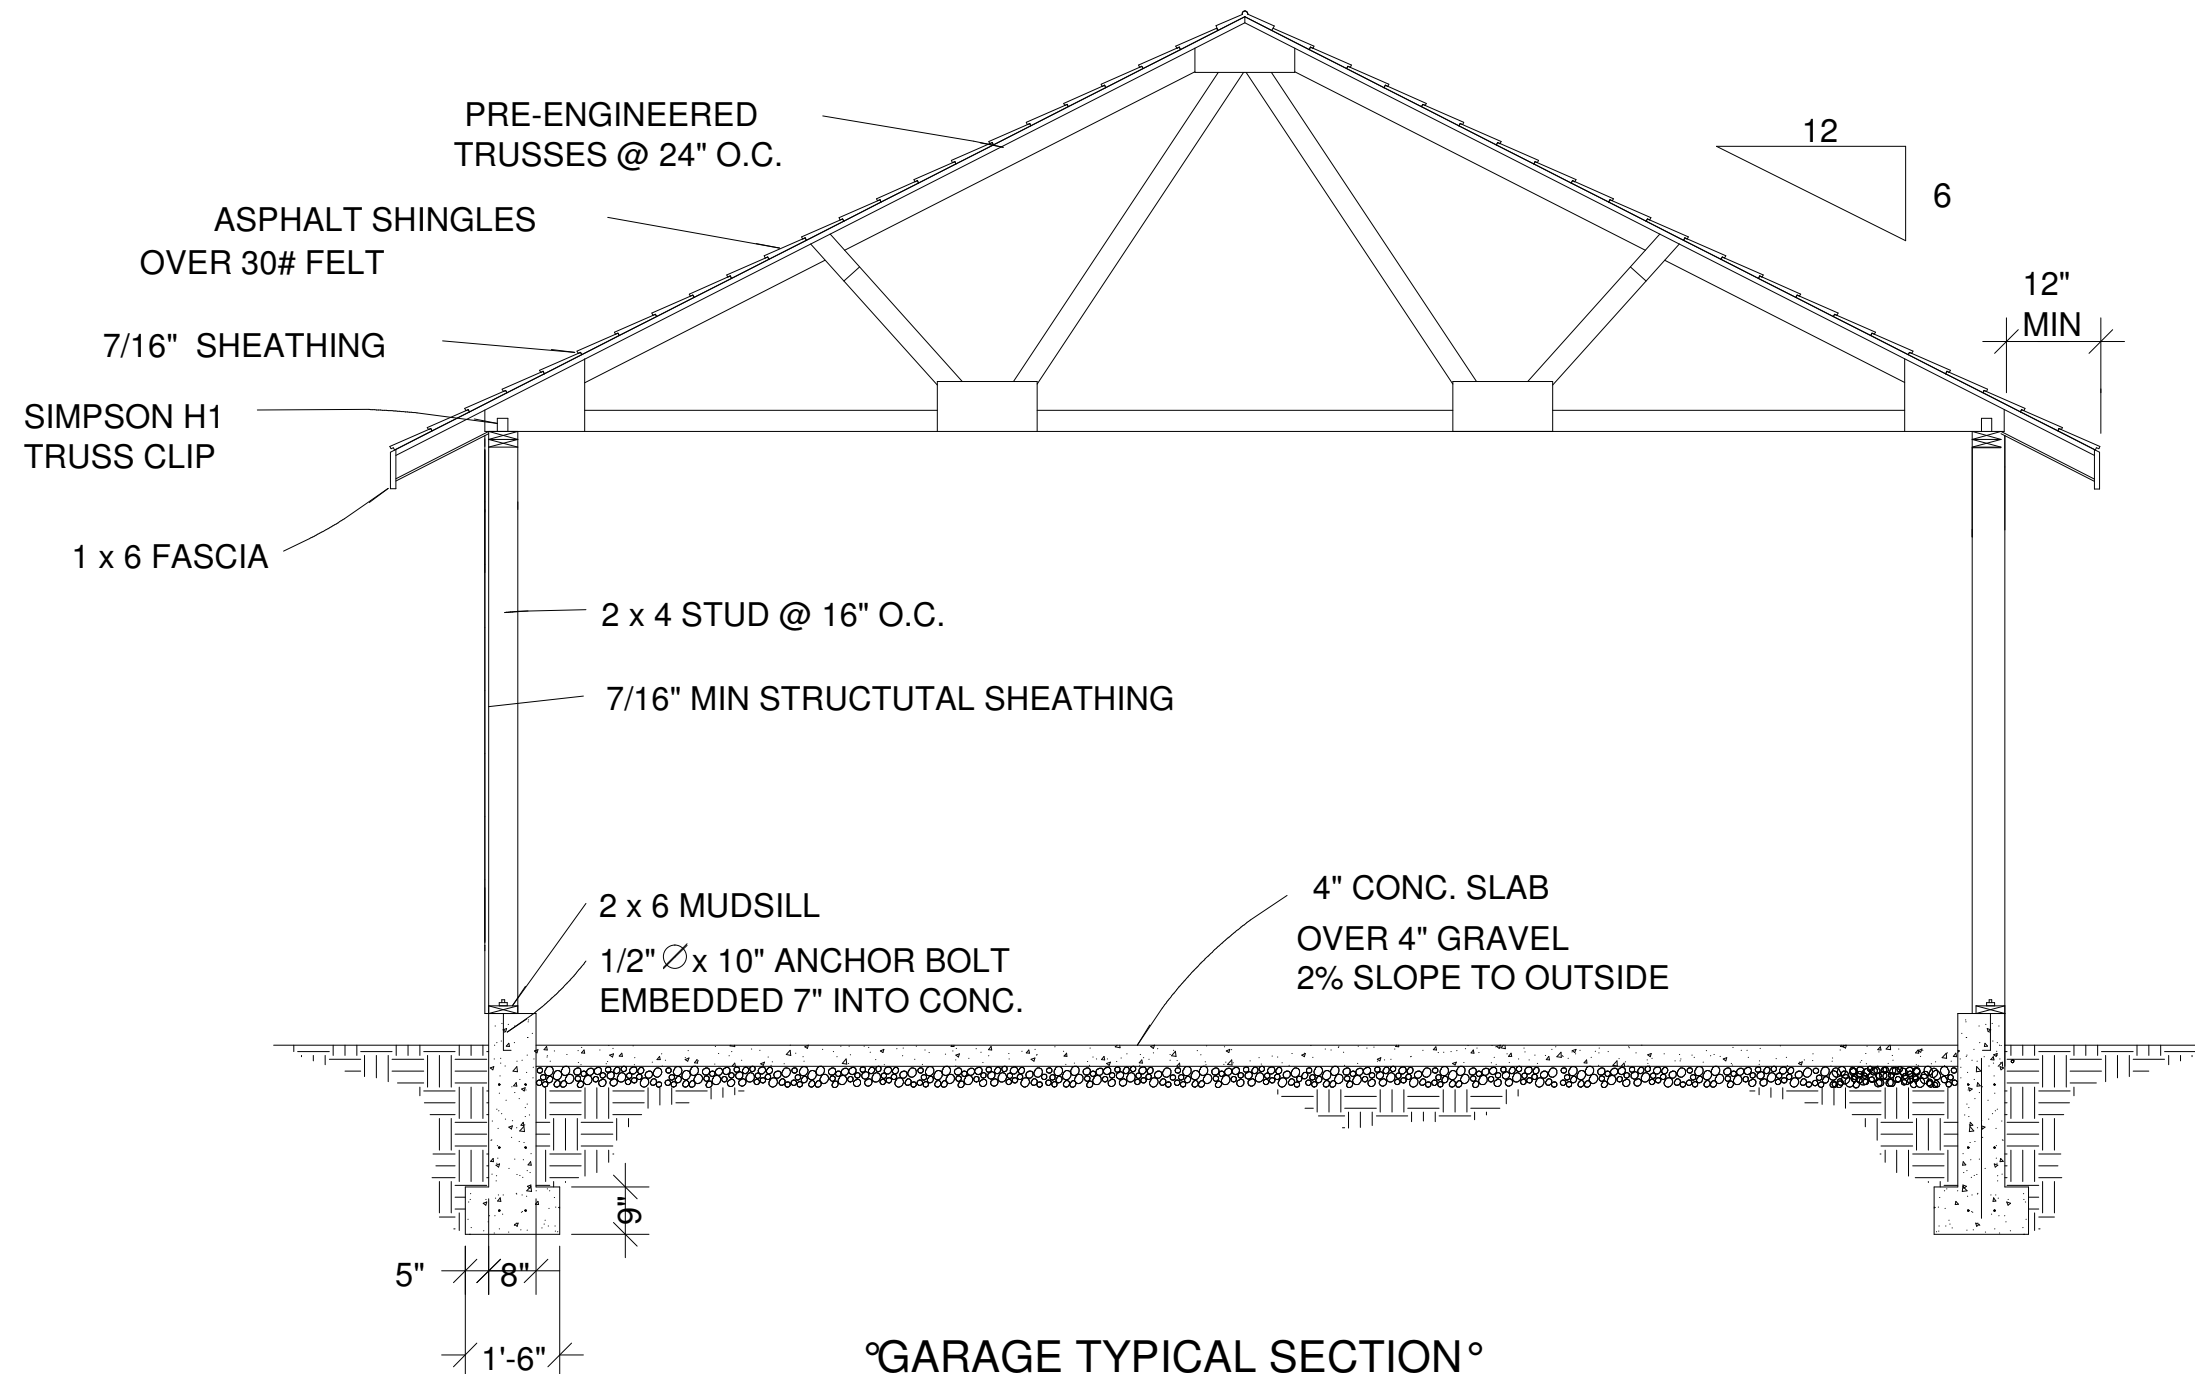 PRE-ENGINEERED
TRUSSES @ 24" O.C.
12
6
ASPHALT SHINGLES
OVER 30# FELT
12"
MIN
7/16" SHEATHING
SIMPSON H1
TRUSS CLIP
1 x 6 FASCIA
2 x 4 STUD @ 16" O.C.
7/16" MIN STRUCTUTAL SHEATHING
2 x 6 MUDSILL
1/2" Ø x 10" ANCHOR BOLT
EMBEDDED 7" INTO CONC.
4" CONC. SLAB
OVER 4" GRAVEL
2% SLOPE TO OUTSIDE
9"
5"
8"
1'-6"
°GARAGE TYPICAL SECTION°